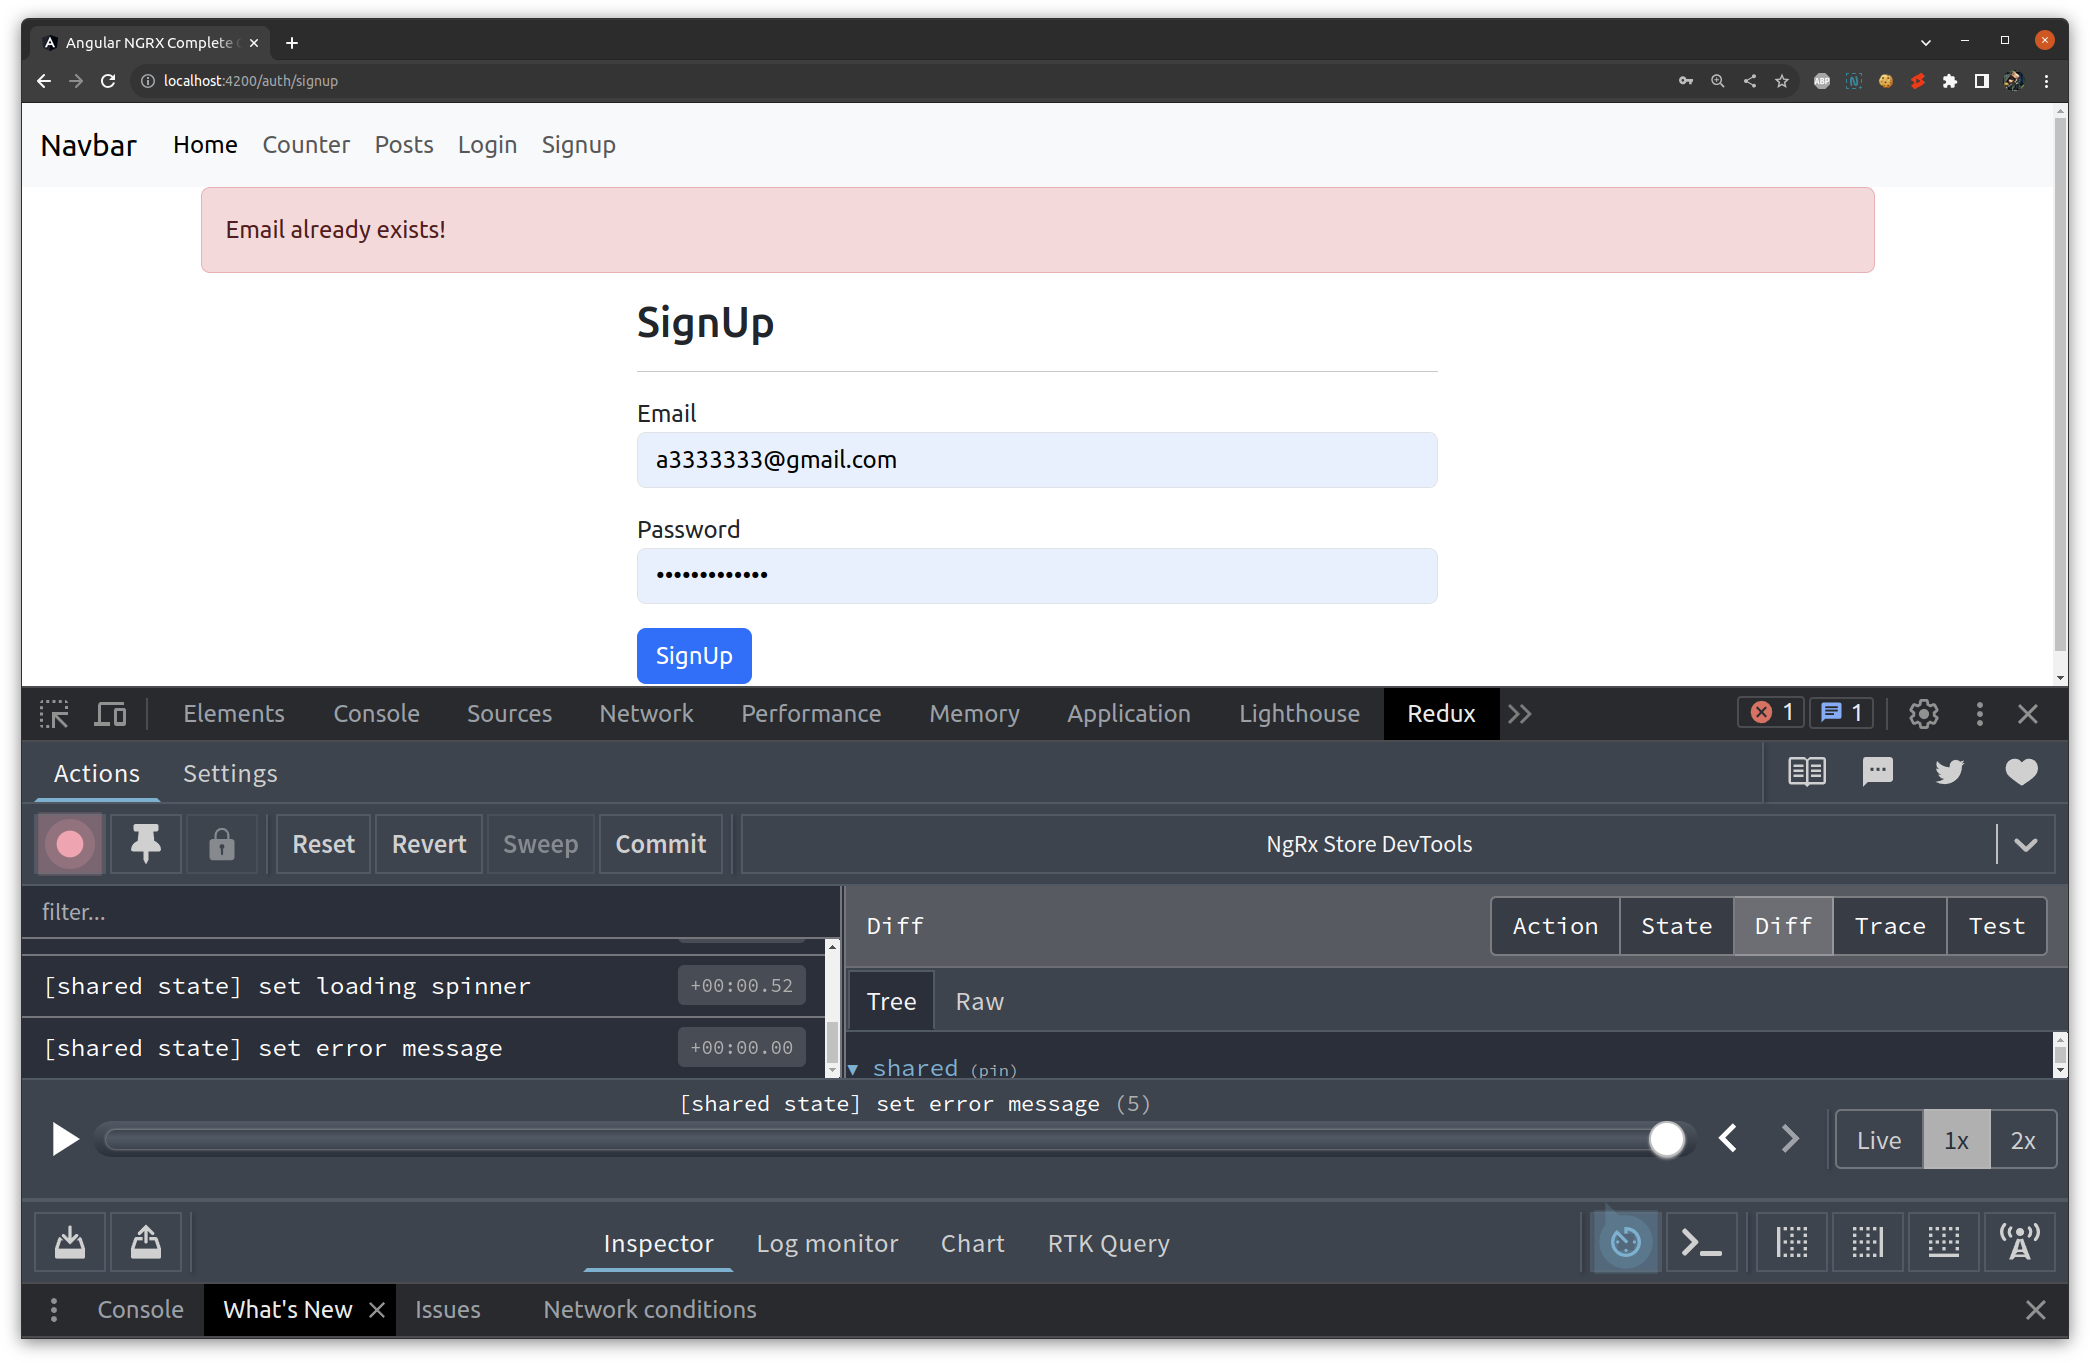 Angular NGRX Complete
localhost:4200/auth/signup
ABP
N
Navbar Home Counter Posts Login Signup
Email already exists!
SignUp
Email
a3333333@gmail.com
Password
•••••••••••••
SignUp
Elements Console Sources Network Performance Memory Application Lighthouse Redux 1 1
Actions Settings
Reset Revert Sweep Commit NgRx Store DevTools
filter...
Diff Action State Diff Trace Test
[shared state] set loading spinner +00:00.52
Tree Raw
[shared state] set error message +00:00.00
shared (pin)
[shared state] set error message (5)
Live 1x 2x
Inspector Log monitor Chart RTK Query
Console What's New Issues Network conditions